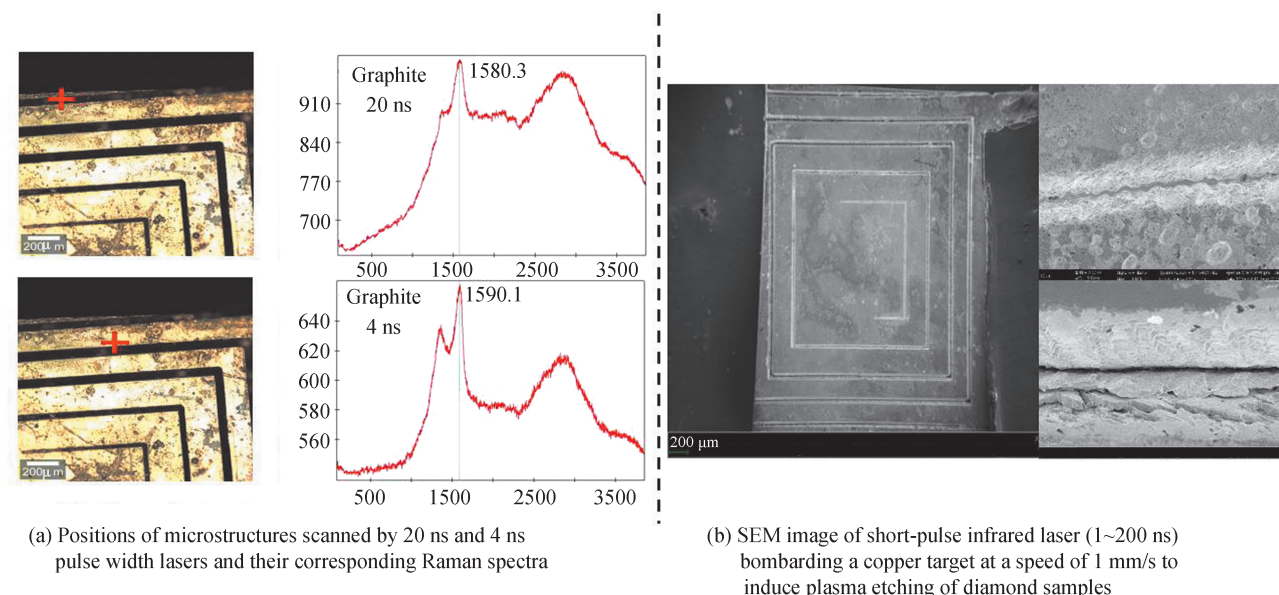 Graphite
20 ns
1580.3
910
840
770
700
500
1500
2500
3500
200μ m
Graphite
4 ns
1590.1
640
620
600
580
560
500
1500
2500
3500
200μ m
200 μm
(a) Positions of microstructures scanned by 20 ns and 4 ns
pulse width lasers and their corresponding Raman spectra
(b) SEM image of short-pulse infrared laser (1~200 ns)
bombarding a copper target at a speed of 1 mm/s to
induce plasma etching of diamond samples